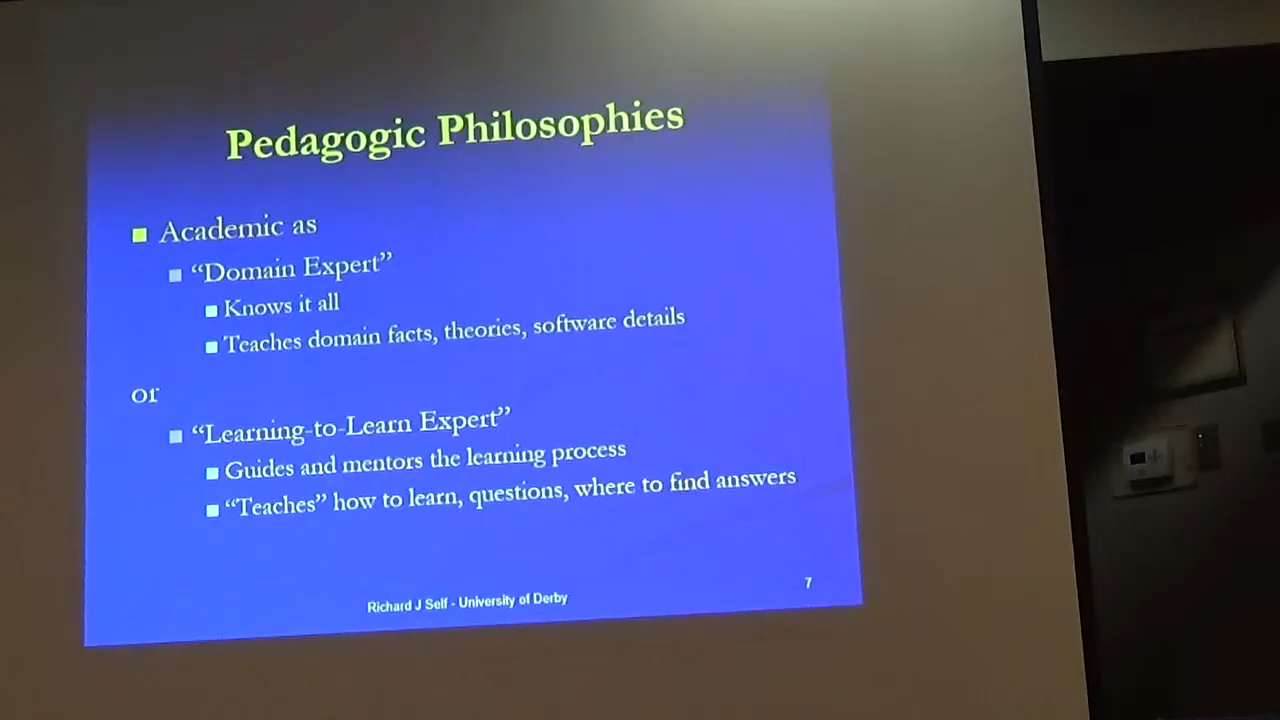 Pedagogic Philosophies
Academic as
“Domain Expert”
Knows it all
Teaches domain facts, theories, software details
or
“Learning-to-Learn Expert”
Guides and mentors the learning process
“Teaches” how to learn, questions, where to find answers
Richard J Self - University of Derby
7